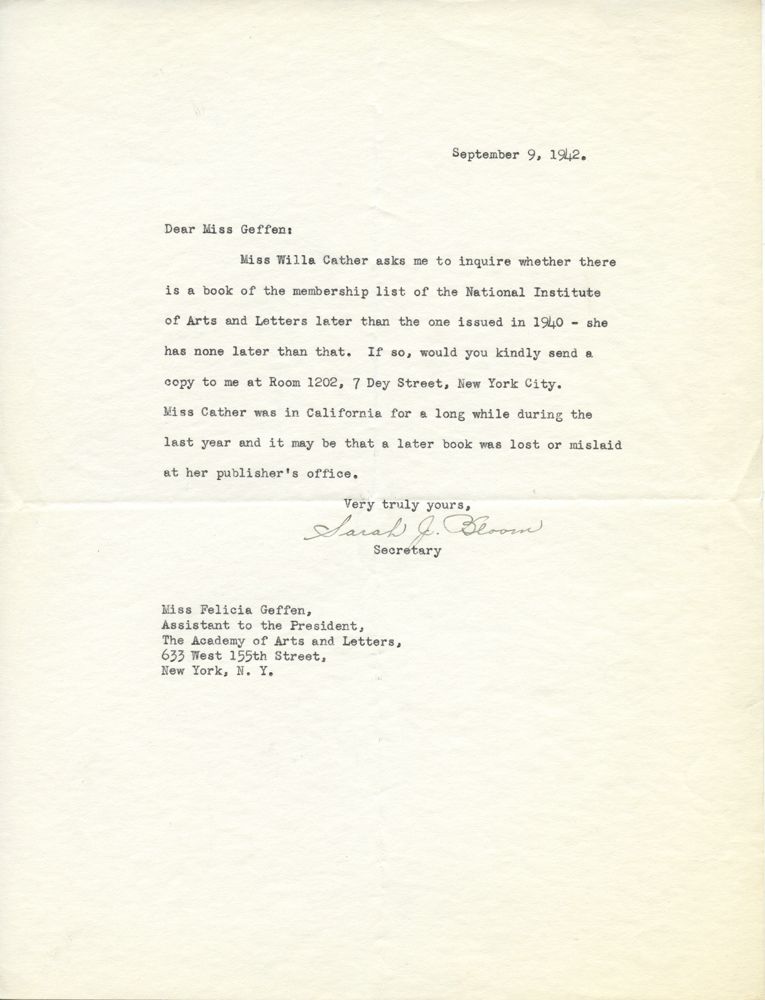 September 9, 1942.
Dear Miss Geffen:
Miss Willa Cather asks me to inquire whether there
is a book of the membership list of the National Institute
of Arts and Letters later than the one issued in 1940 - she
has none later than that. If so, would you kindly send a
copy to me at Room 1202, 7 Dey Street, New York City.
Miss Cather was in California for a long while during the
last year and it may be that a later book was lost or mislaid
at her publisher's office.
Very truly yours,
Sarah J. Bloom
Secretary
Miss Felicia Geffen,
Assistant to the President,
The Academy of Arts and Letters,
633 West 155th Street,
New York, N. Y.